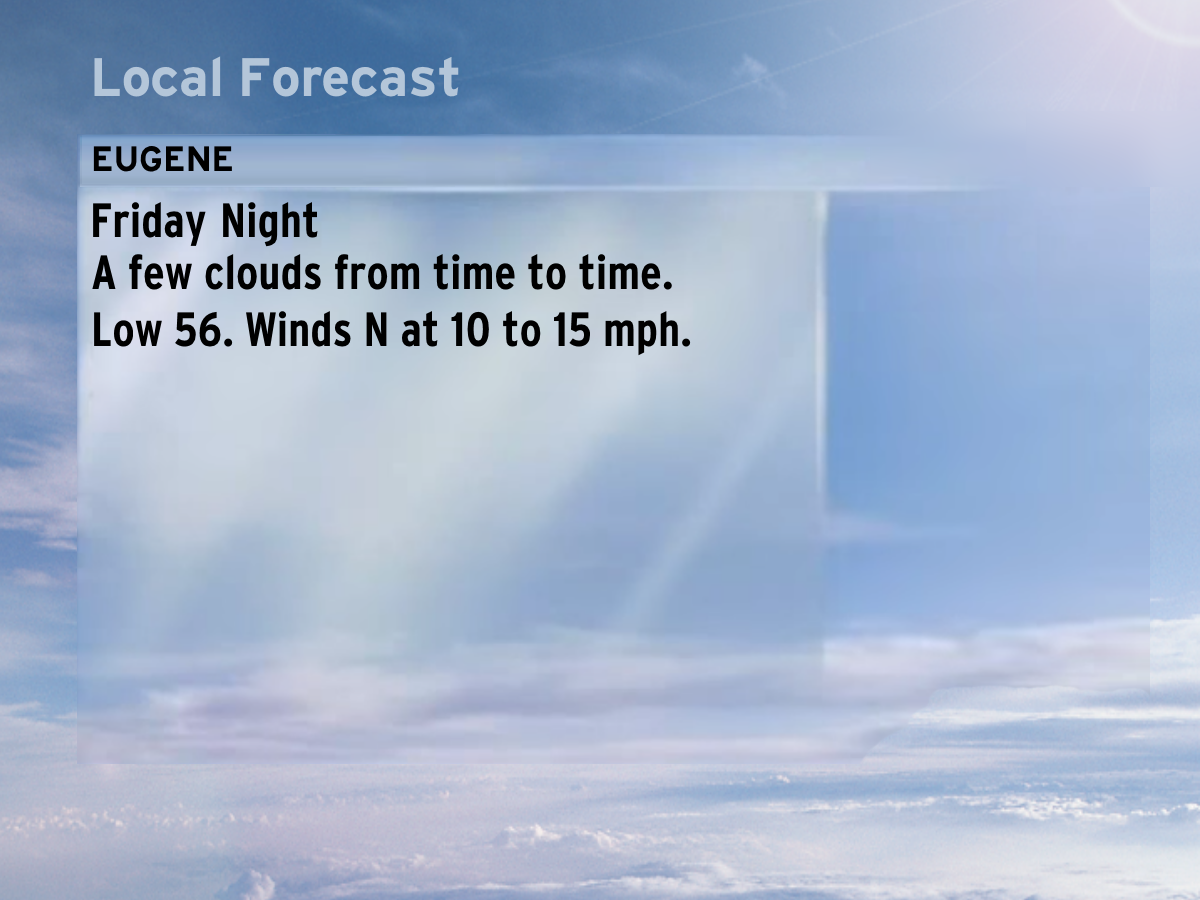 Local Forecast
EUGENE
Friday Night
A few clouds from time to time.
Low 56. Winds N at 10 to 15 mph.